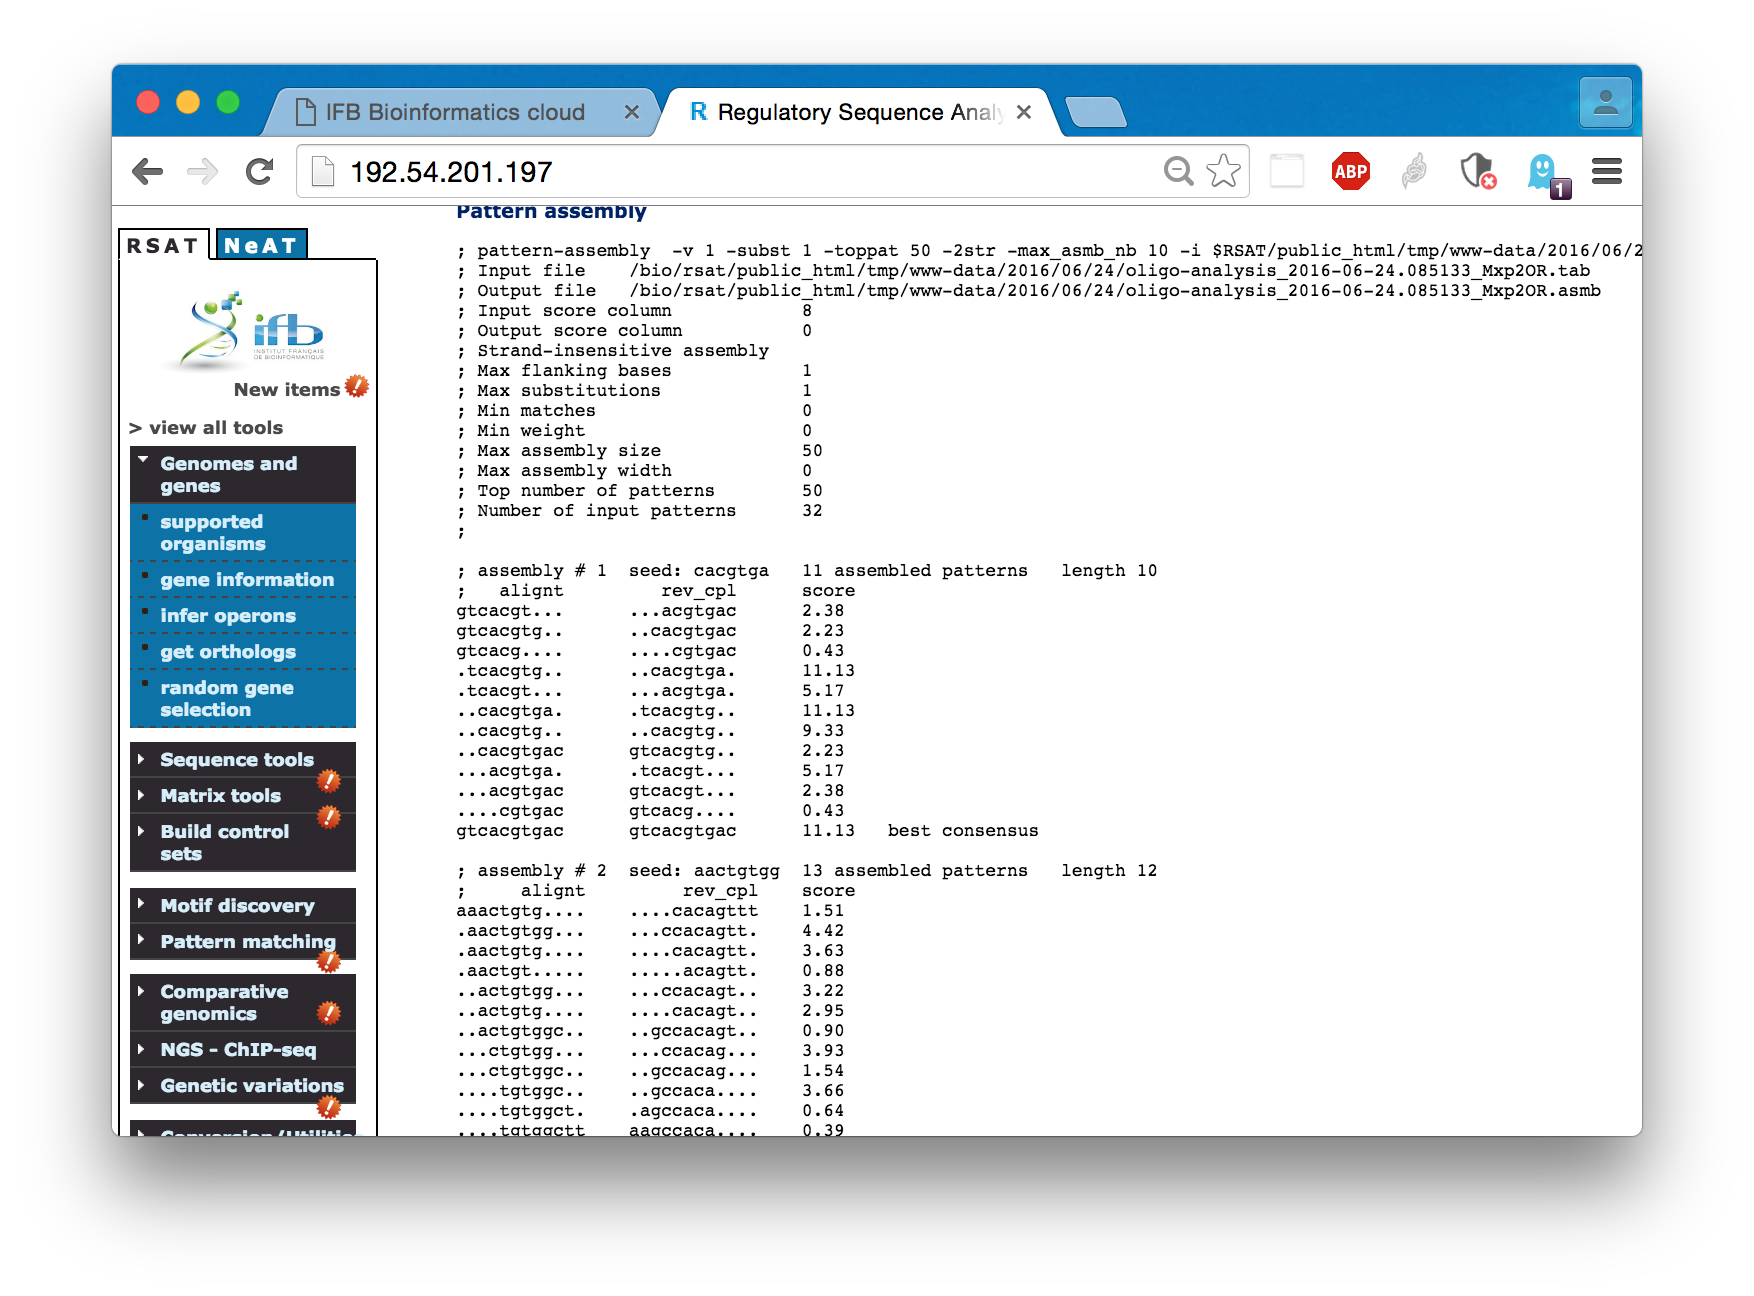 IFB Bioinformatics cloud
R Regulatory Sequence Anal
192.54.201.197
ABP
1
RSAT
NeAT
ifb
INSTITUT FRANÇAIS
DE BIOINFORMATIQUE
New items
> view all tools
Genomes and
genes
supported
organisms
gene information
infer operons
get orthologs
random gene
selection
Sequence tools
Matrix tools
Build control
sets
Motif discovery
Pattern matching
Comparative
genomics
NGS - ChIP-seq
Genetic variations
Conversion/Utilitie
Pattern assembly
; pattern-assembly  -v 1 -subst 1 -toppat 50 -2str -max_asmb_nb 10 -i $RSAT/public_html/tmp/www-data/2016/06/2
; Input file    /bio/rsat/public_html/tmp/www-data/2016/06/24/oligo-analysis_2016-06-24.085133_Mxp2OR.tab
; Output file   /bio/rsat/public_html/tmp/www-data/2016/06/24/oligo-analysis_2016-06-24.085133_Mxp2OR.asmb
; Input score column            8
; Output score column           0
; Strand-insensitive assembly
; Max flanking bases            1
; Max substitutions             1
; Min matches                   0
; Min weight                    0
; Max assembly size             50
; Max assembly width            0
; Top number of patterns        50
; Number of input patterns      32
;
; assembly # 1  seed: cacgtga   11 assembled patterns   length 10
;   alignt         rev_cpl      score
gtcacgt...      ...acgtgac      2.38
gtcacgtg..      ..cacgtgac      2.23
gtcacg....      ....cgtgac      0.43
.tcacgtg..      ..cacgtga.      11.13
.tcacgt...      ...acgtga.      5.17
..cacgtga.      .tcacgtg..      11.13
..cacgtg..      ..cacgtg..      9.33
..cacgtgac      gtcacgtg..      2.23
...acgtga.      .tcacgt...      5.17
...acgtgac      gtcacgt...      2.38
....cgtgac      gtcacg....      0.43
gtcacgtgac      gtcacgtgac      11.13   best consensus
; assembly # 2  seed: aactgtgg  13 assembled patterns   length 12
;     alignt           rev_cpl    score
aaactgtg....    ....cacagttt    1.51
.aactgtgg...    ...ccacagtt.    4.42
.aactgtg....    ....cacagtt.    3.63
.aactgt.....    .....acagtt.    0.88
..actgtgg...    ...ccacagt..    3.22
..actgtg....    ....cacagt..    2.95
..actgtggc..    ..gccacagt..    0.90
...ctgtgg...    ...ccacag...    3.93
...ctgtggc..    ..gccacag...    1.54
....tgtggc..    ..gccaca....    3.66
....tgtggct.    .agccaca....    0.64
....tgtggctt    aagccaca....    0.39